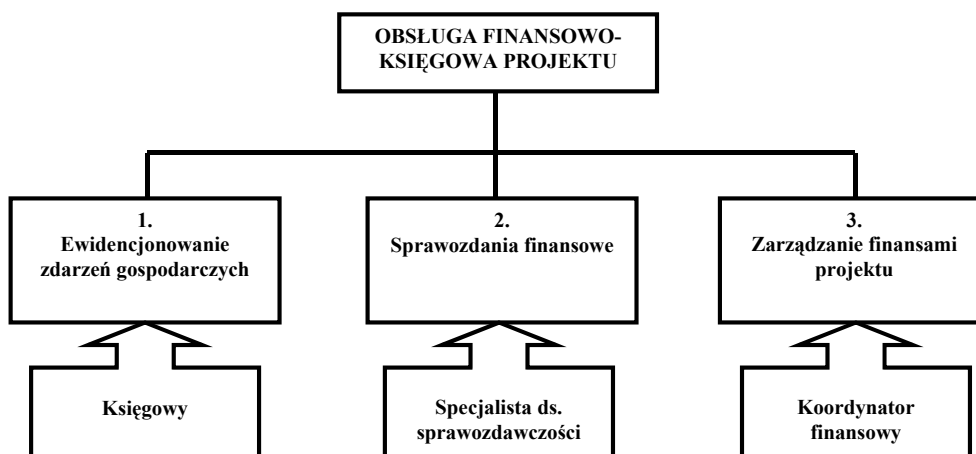 OBSŁUGA FINANSOWO-
KSIĘGOWA PROJEKTU
1.
Ewidencjonowanie
zdarzeń gospodarczych
2.
Sprawozdania finansowe
3.
Zarządzanie finansami
projektu
Księgowy
Specjalista ds.
sprawozdawczości
Koordynator
finansowy